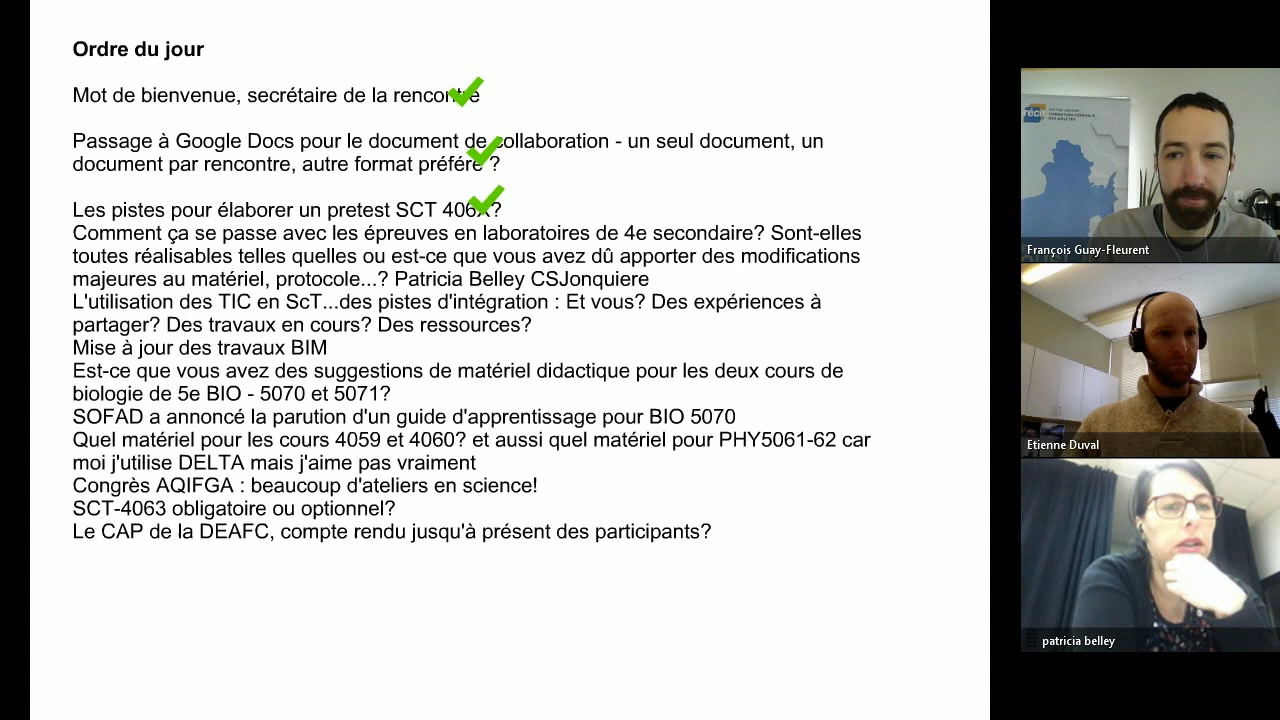 Ordre du jour
Mot de bienvenue, secrétaire de la rencontre
Passage à Google Docs pour le document de collaboration - un seul document, un
document par rencontre, autre format préféré ?
Les pistes pour élaborer un pretest SCT 406X?
Comment ça se passe avec les épreuves en laboratoires de 4e secondaire? Sont-elles
toutes réalisables telles quelles ou est-ce que vous avez dû apporter des modifications
majeures au matériel, protocole...? Patricia Belley CSJonquiere
L'utilisation des TIC en ScT...des pistes d'intégration : Et vous? Des expériences à
partager? Des travaux en cours? Des ressources?
Mise à jour des travaux BIM
Est-ce que vous avez des suggestions de matériel didactique pour les deux cours de
biologie de 5e BIO - 5070 et 5071?
SOFAD a annoncé la parution d'un guide d'apprentissage pour BIO 5070
Quel matériel pour les cours 4059 et 4060? et aussi quel matériel pour PHY5061-62 car
moi j'utilise DELTA mais j'aime pas vraiment
Congrès AQIFGA : beaucoup d'ateliers en science!
SCT-4063 obligatoire ou optionnel?
Le CAP de la DEAFC, compte rendu jusqu'à présent des participants?
récit
FORMATION GÉNÉRALE
DES ADULTES
François Guay-Fleurent
Etienne Duval
patricia belley